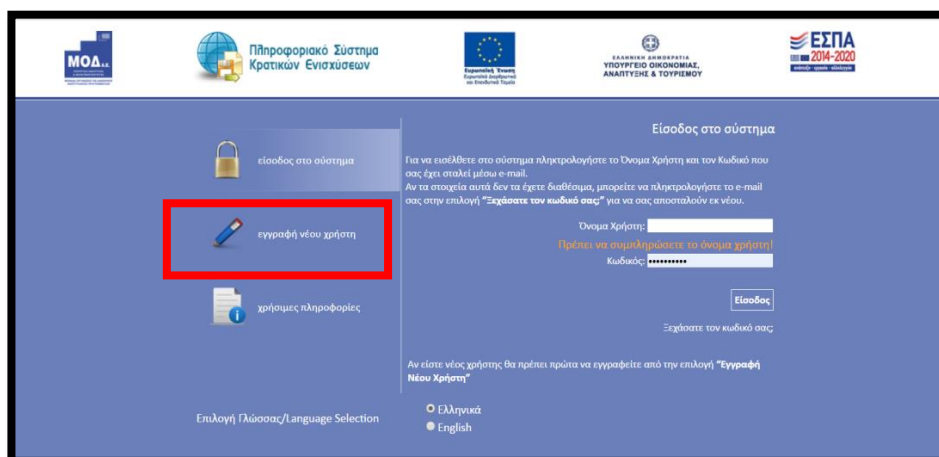 ΜΟΔ Α.Ε.
Πληροφοριακό Σύστημα
Κρατικών Ενισχύσεων
Ευρωπαϊκή Ένωση
ΕΛΛΗΝΙΚΗ ΔΗΜΟΚΡΑΤΙΑ
ΥΠΟΥΡΓΕΙΟ ΟΙΚΟΝΟΜΙΑΣ,
ΑΝΑΠΤΥΞΗΣ & ΤΟΥΡΙΣΜΟΥ
ΕΣΠΑ
2014-2020
Είσοδος στο σύστημα
είσοδος στο σύστημα
εγγραφή νέου χρήστη
χρήσιμες πληροφορίες
Για να εισέλθετε στο σύστημα πληκτρολογήστε το Όνομα Χρήστη και τον Κωδικό που
σας έχει σταλεί μέσω e-mail.
Αν τα στοιχεία αυτά δεν τα έχετε διαθέσιμα, μπορείτε να πληκτρολογήστε το e-mail
σας στην επιλογή "Ξεχάσατε τον κωδικό σας;" για να σας αποσταλούν εκ νέου.
Όνομα Χρήστη:
Πρέπει να συμπληρώσετε το όνομα χρήστη!
Κωδικός: ••••••••••
Είσοδος
Ξεχάσατε τον κωδικό σας;
Αν είστε νέος χρήστης θα πρέπει πρώτα να εγγραφείτε από την επιλογή "Εγγραφή
Νέου Χρήστη"
Επιλογή Γλώσσας/Language Selection
Ελληνικά
English